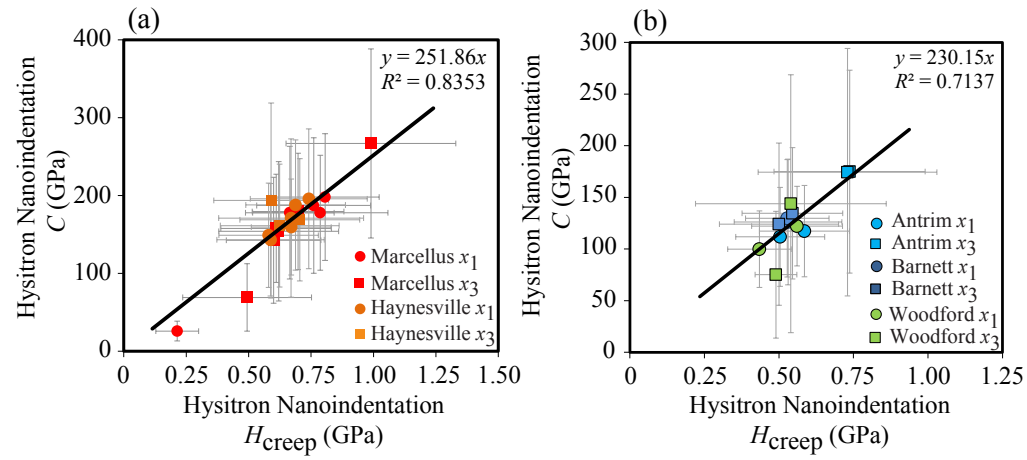 (a)
y = 251.86x
R² = 0.8353
400
300
200
100
0
Hysitron Nanoindentation
C (GPa)
Marcellus x₁
Marcellus x₃
Haynesville x₁
Haynesville x₃
0 0.25 0.50 0.75 1.00 1.25 1.50
Hysitron Nanoindentation
H_creep (GPa)
(b)
y = 230.15x
R² = 0.7137
300
250
200
150
100
50
0
Hysitron Nanoindentation
C (GPa)
Antrim x₁
Antrim x₃
Barnett x₁
Barnett x₃
Woodford x₁
Woodford x₃
0 0.25 0.50 0.75 1.00 1.25
Hysitron Nanoindentation
H_creep (GPa)